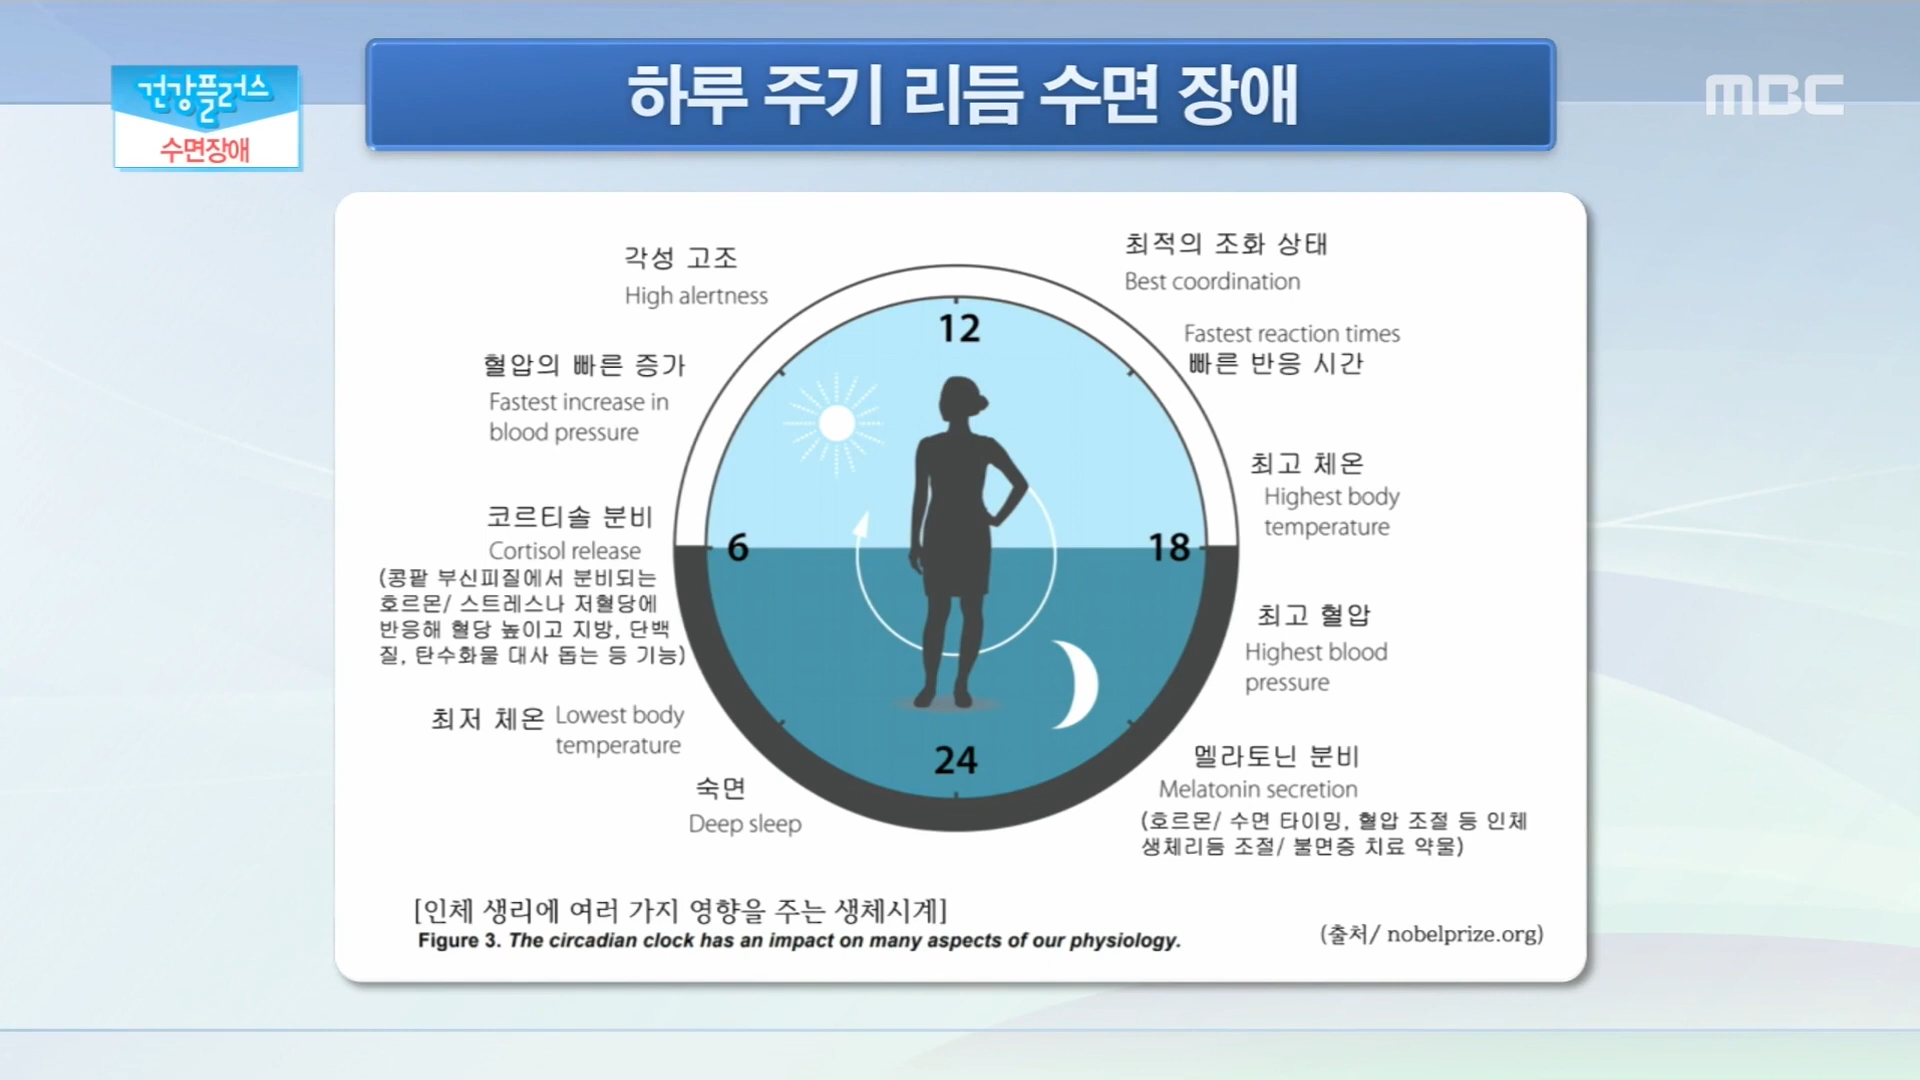 건강플러스
수면장애
하루 주기 리듬 수면 장애
MBC
각성 고조
High alertness
최적의 조화 상태
Best coordination
Fastest reaction times
빠른 반응 시간
혈압의 빠른 증가
Fastest increase in
blood pressure
최고 체온
Highest body
temperature
코르티솔 분비
Cortisol release
(콩팥 부신피질에서 분비되는
호르몬/ 스트레스나 저혈당에
반응해 혈당 높이고 지방, 단백
질, 탄수화물 대사 돕는 등 기능)
최고 혈압
Highest blood
pressure
최저 체온 Lowest body
temperature
숙면
Deep sleep
멜라토닌 분비
Melatonin secretion
(호르몬/ 수면 타이밍, 혈압 조절 등 인체
생체리듬 조절/ 불면증 치료 약물)
12
6
18
24
[인체 생리에 여러 가지 영향을 주는 생체시계]
Figure 3. The circadian clock has an impact on many aspects of our physiology.
(출처/ nobelprize.org)